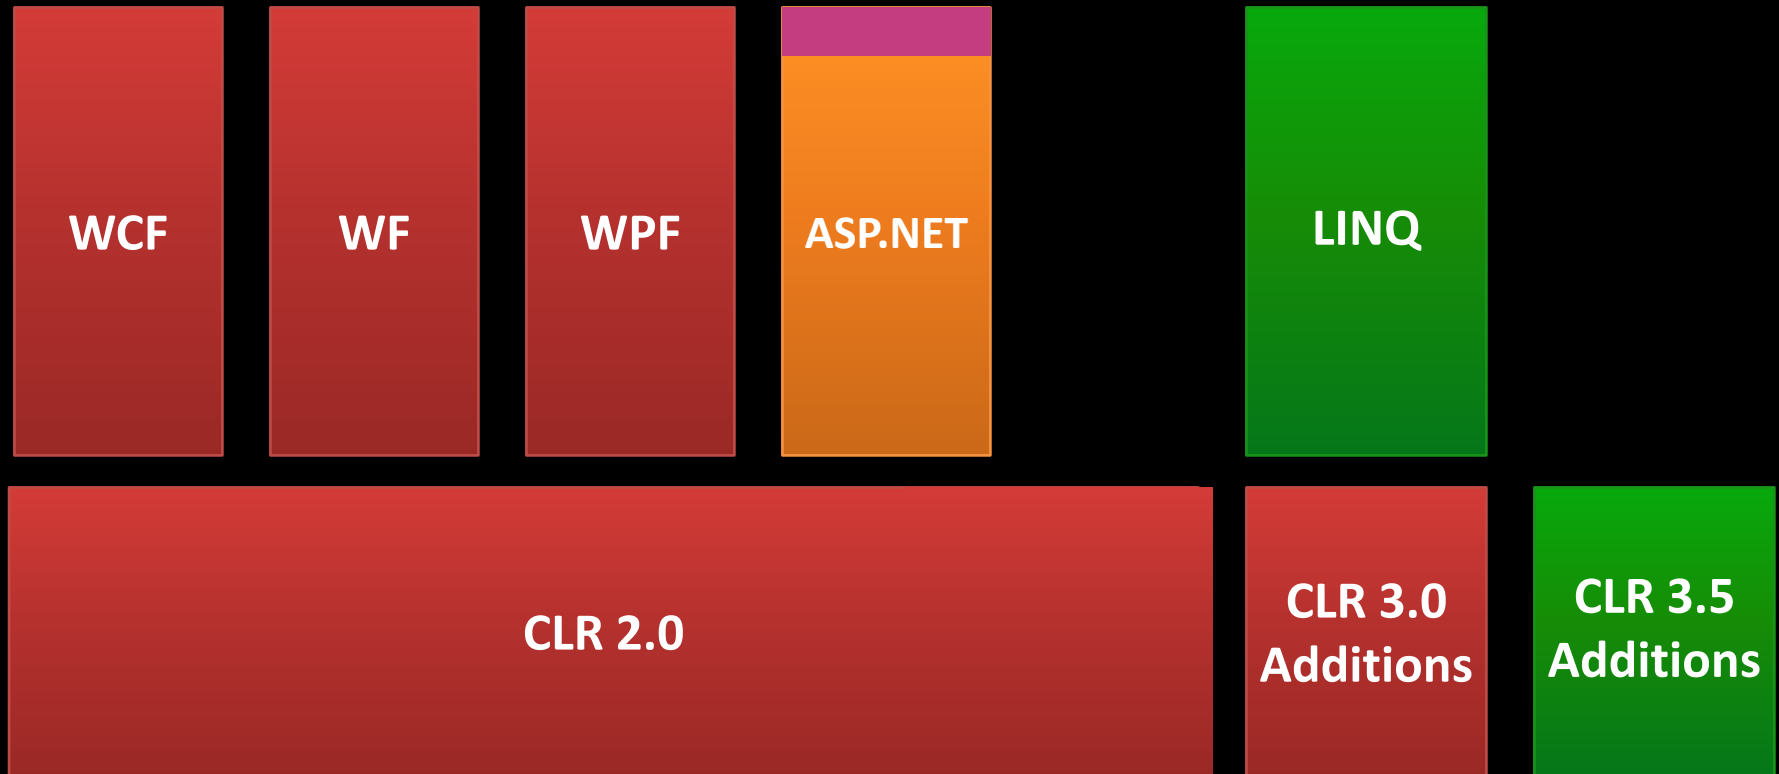 WCF
WF
WPF
ASP.NET
LINQ
CLR 2.0
CLR 3.0
Additions
CLR 3.5
Additions